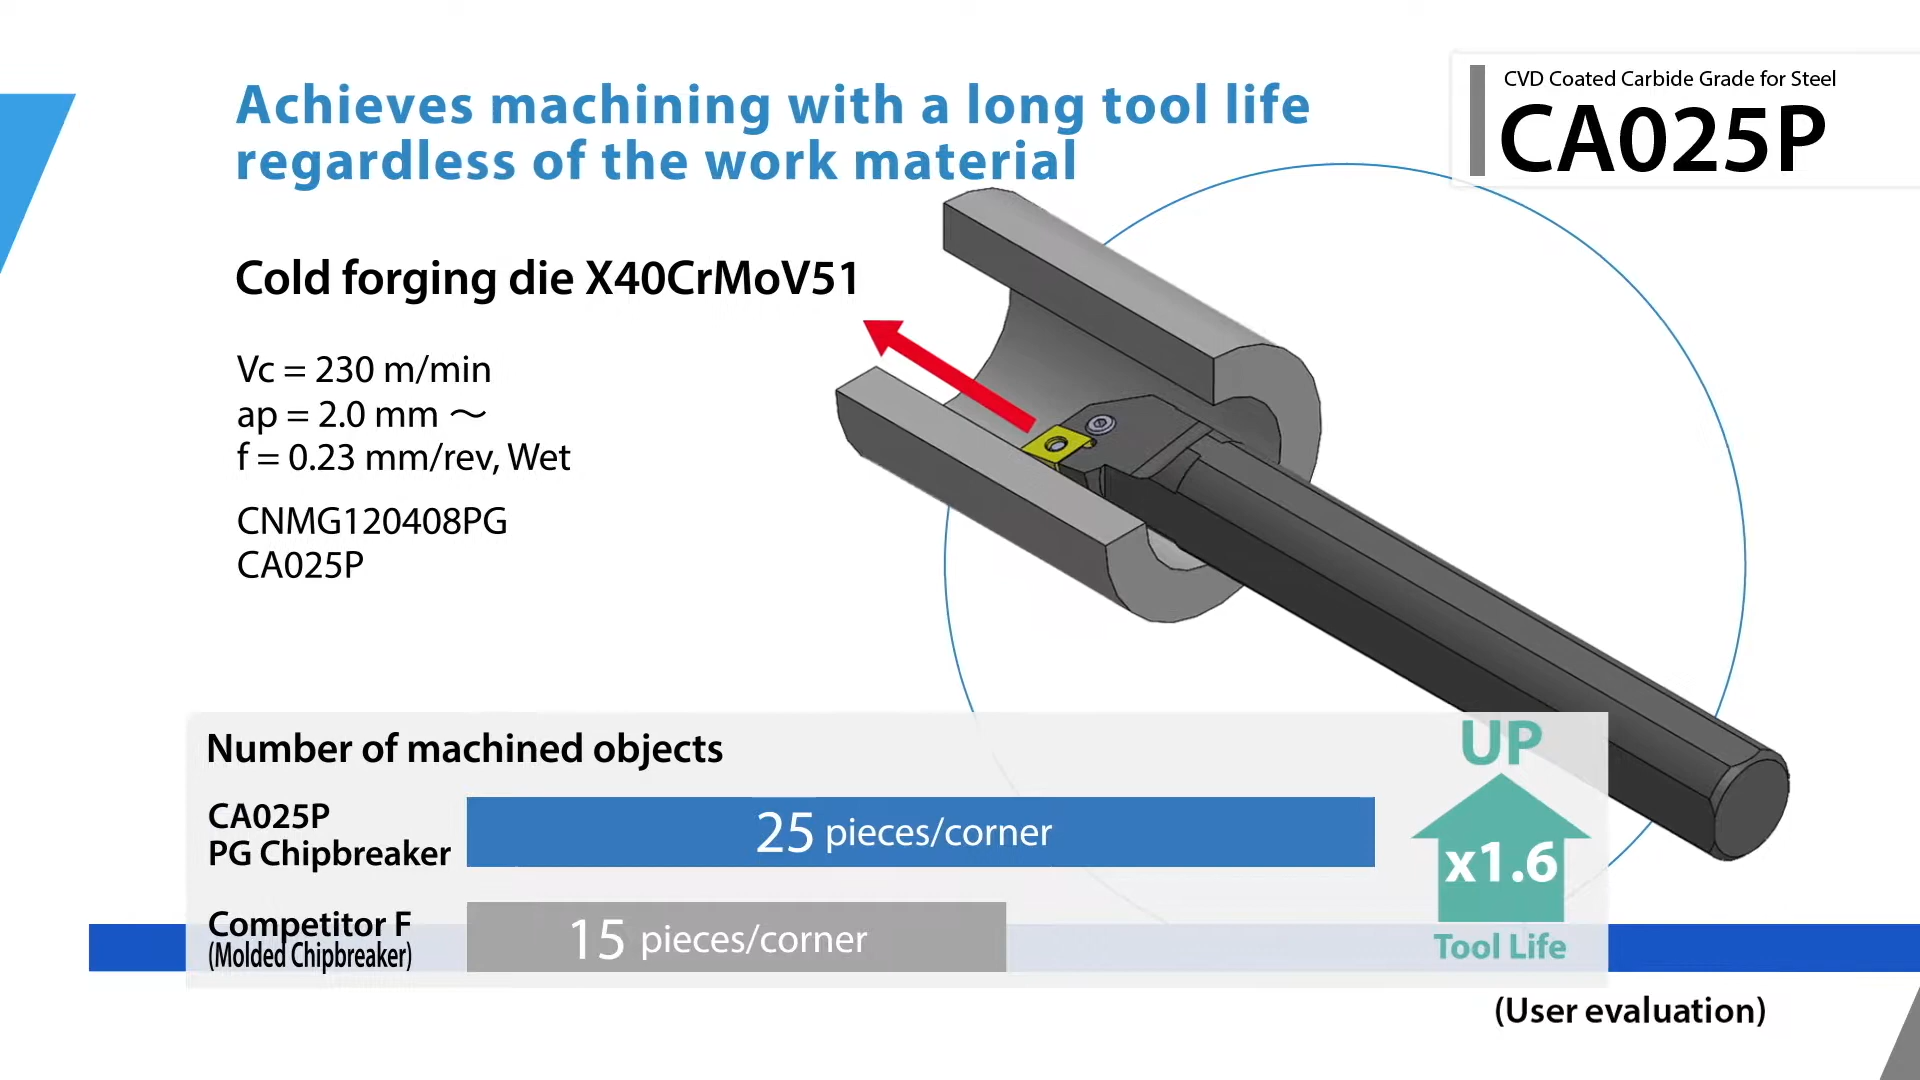 CVD Coated Carbide Grade for Steel
CA025P
Achieves machining with a long tool life
regardless of the work material
Cold forging die X40CrMoV51
Vc = 230 m/min
ap = 2.0 mm ～
f = 0.23 mm/rev, Wet
CNMG120408PG
CA025P
Number of machined objects
CA025P
PG Chipbreaker
25 pieces/corner
Competitor F
(Molded Chipbreaker)
15 pieces/corner
UP
x1.6
Tool Life
(User evaluation)